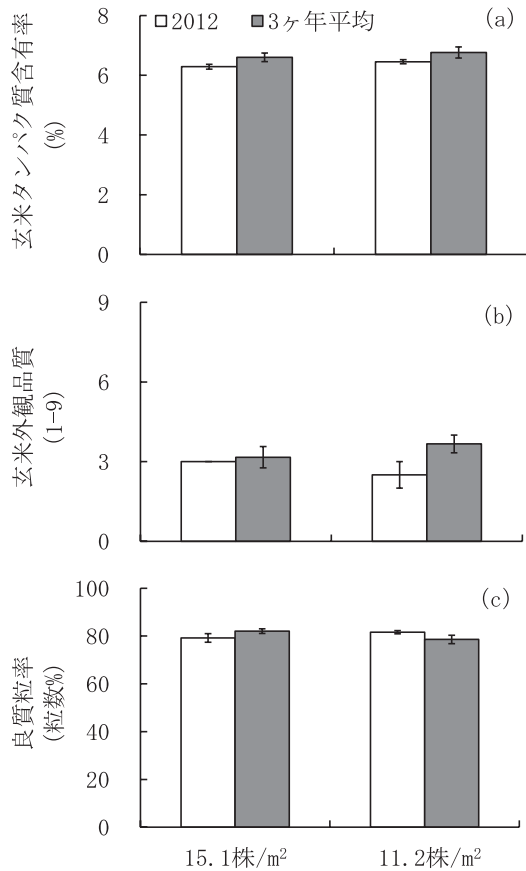 □2012 ■3ヶ年平均
(a)
玄米タンパク質含有率
(%)
8
6
4
2
0
(b)
玄米外観品質
(1-9)
9
6
3
0
(c)
良質粒率
(粒数%)
100
80
60
40
20
0
15.1株/m²
11.2株/m²